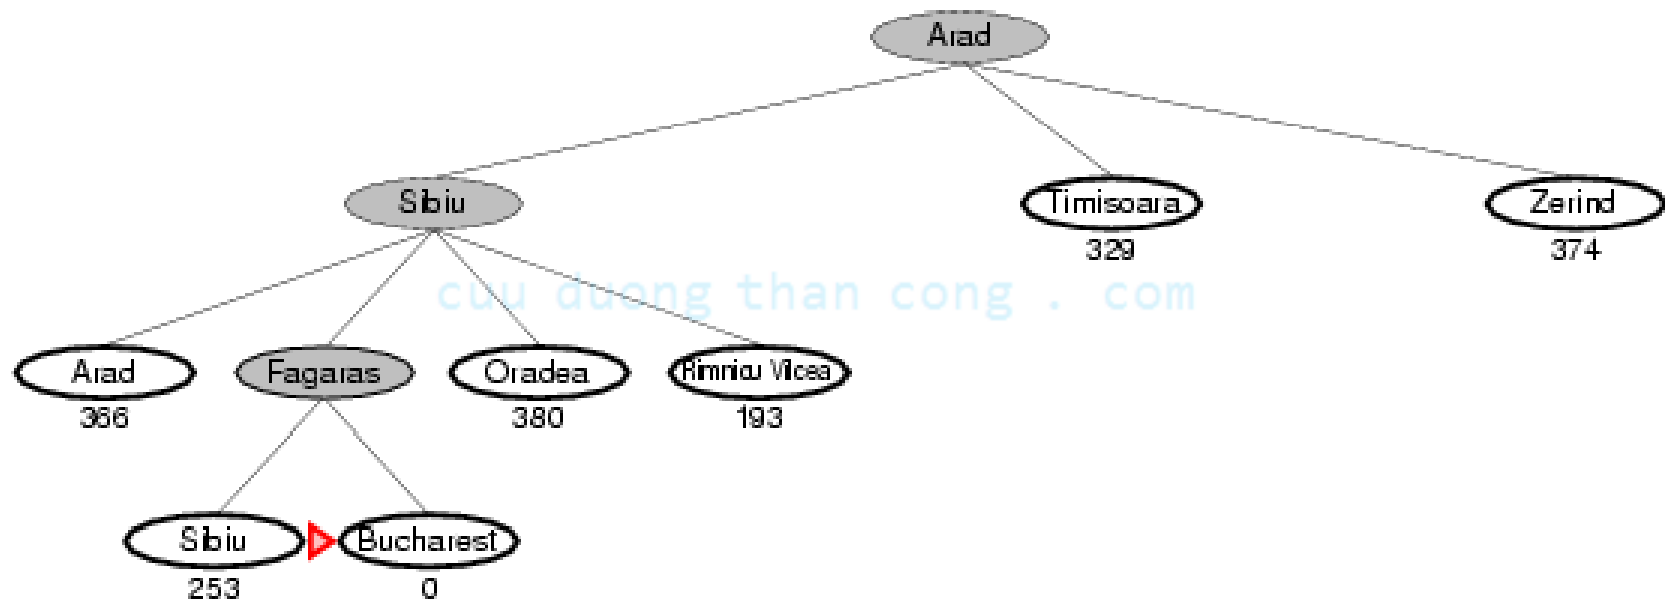 Arad
Sibiu Timisoara Zerind
329 374
cuu duong than cong . com
Arad Fagaras Oradea Rimnicu Vilcea
366 380 193
Sibiu Bucharest
253 0